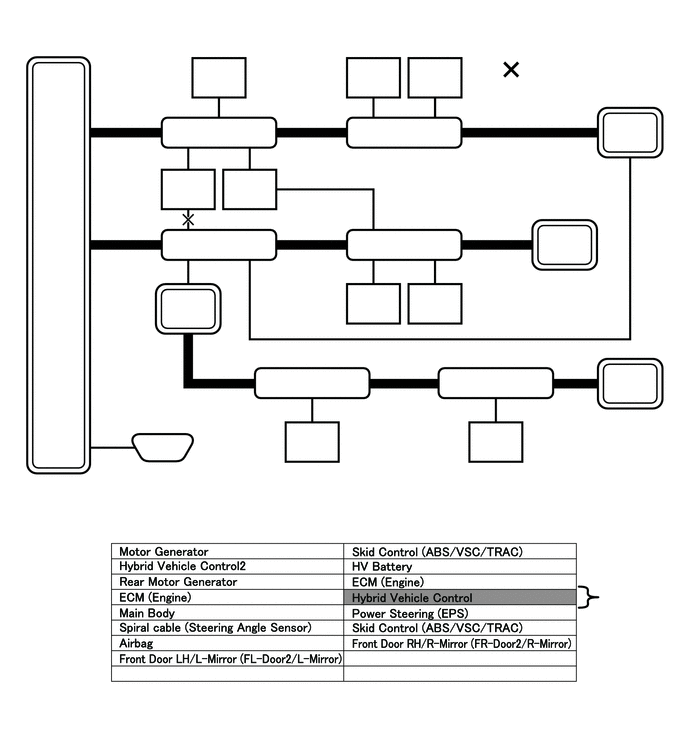 Motor Generator Skid Control (ABS/VSC/TRAC)
Hybrid Vehicle Control2 HV Battery
Rear Motor Generator ECM (Engine)
ECM (Engine) Hybrid Vehicle Control
Main Body Power Steering (EPS)
Spiral cable (Steering Angle Sensor) Skid Control (ABS/VSC/TRAC)
Airbag Front Door RH/R-Mirror (FR-Door2/R-Mirror)
Front Door LH/L-Mirror (FL-Door2/L-Mirror)